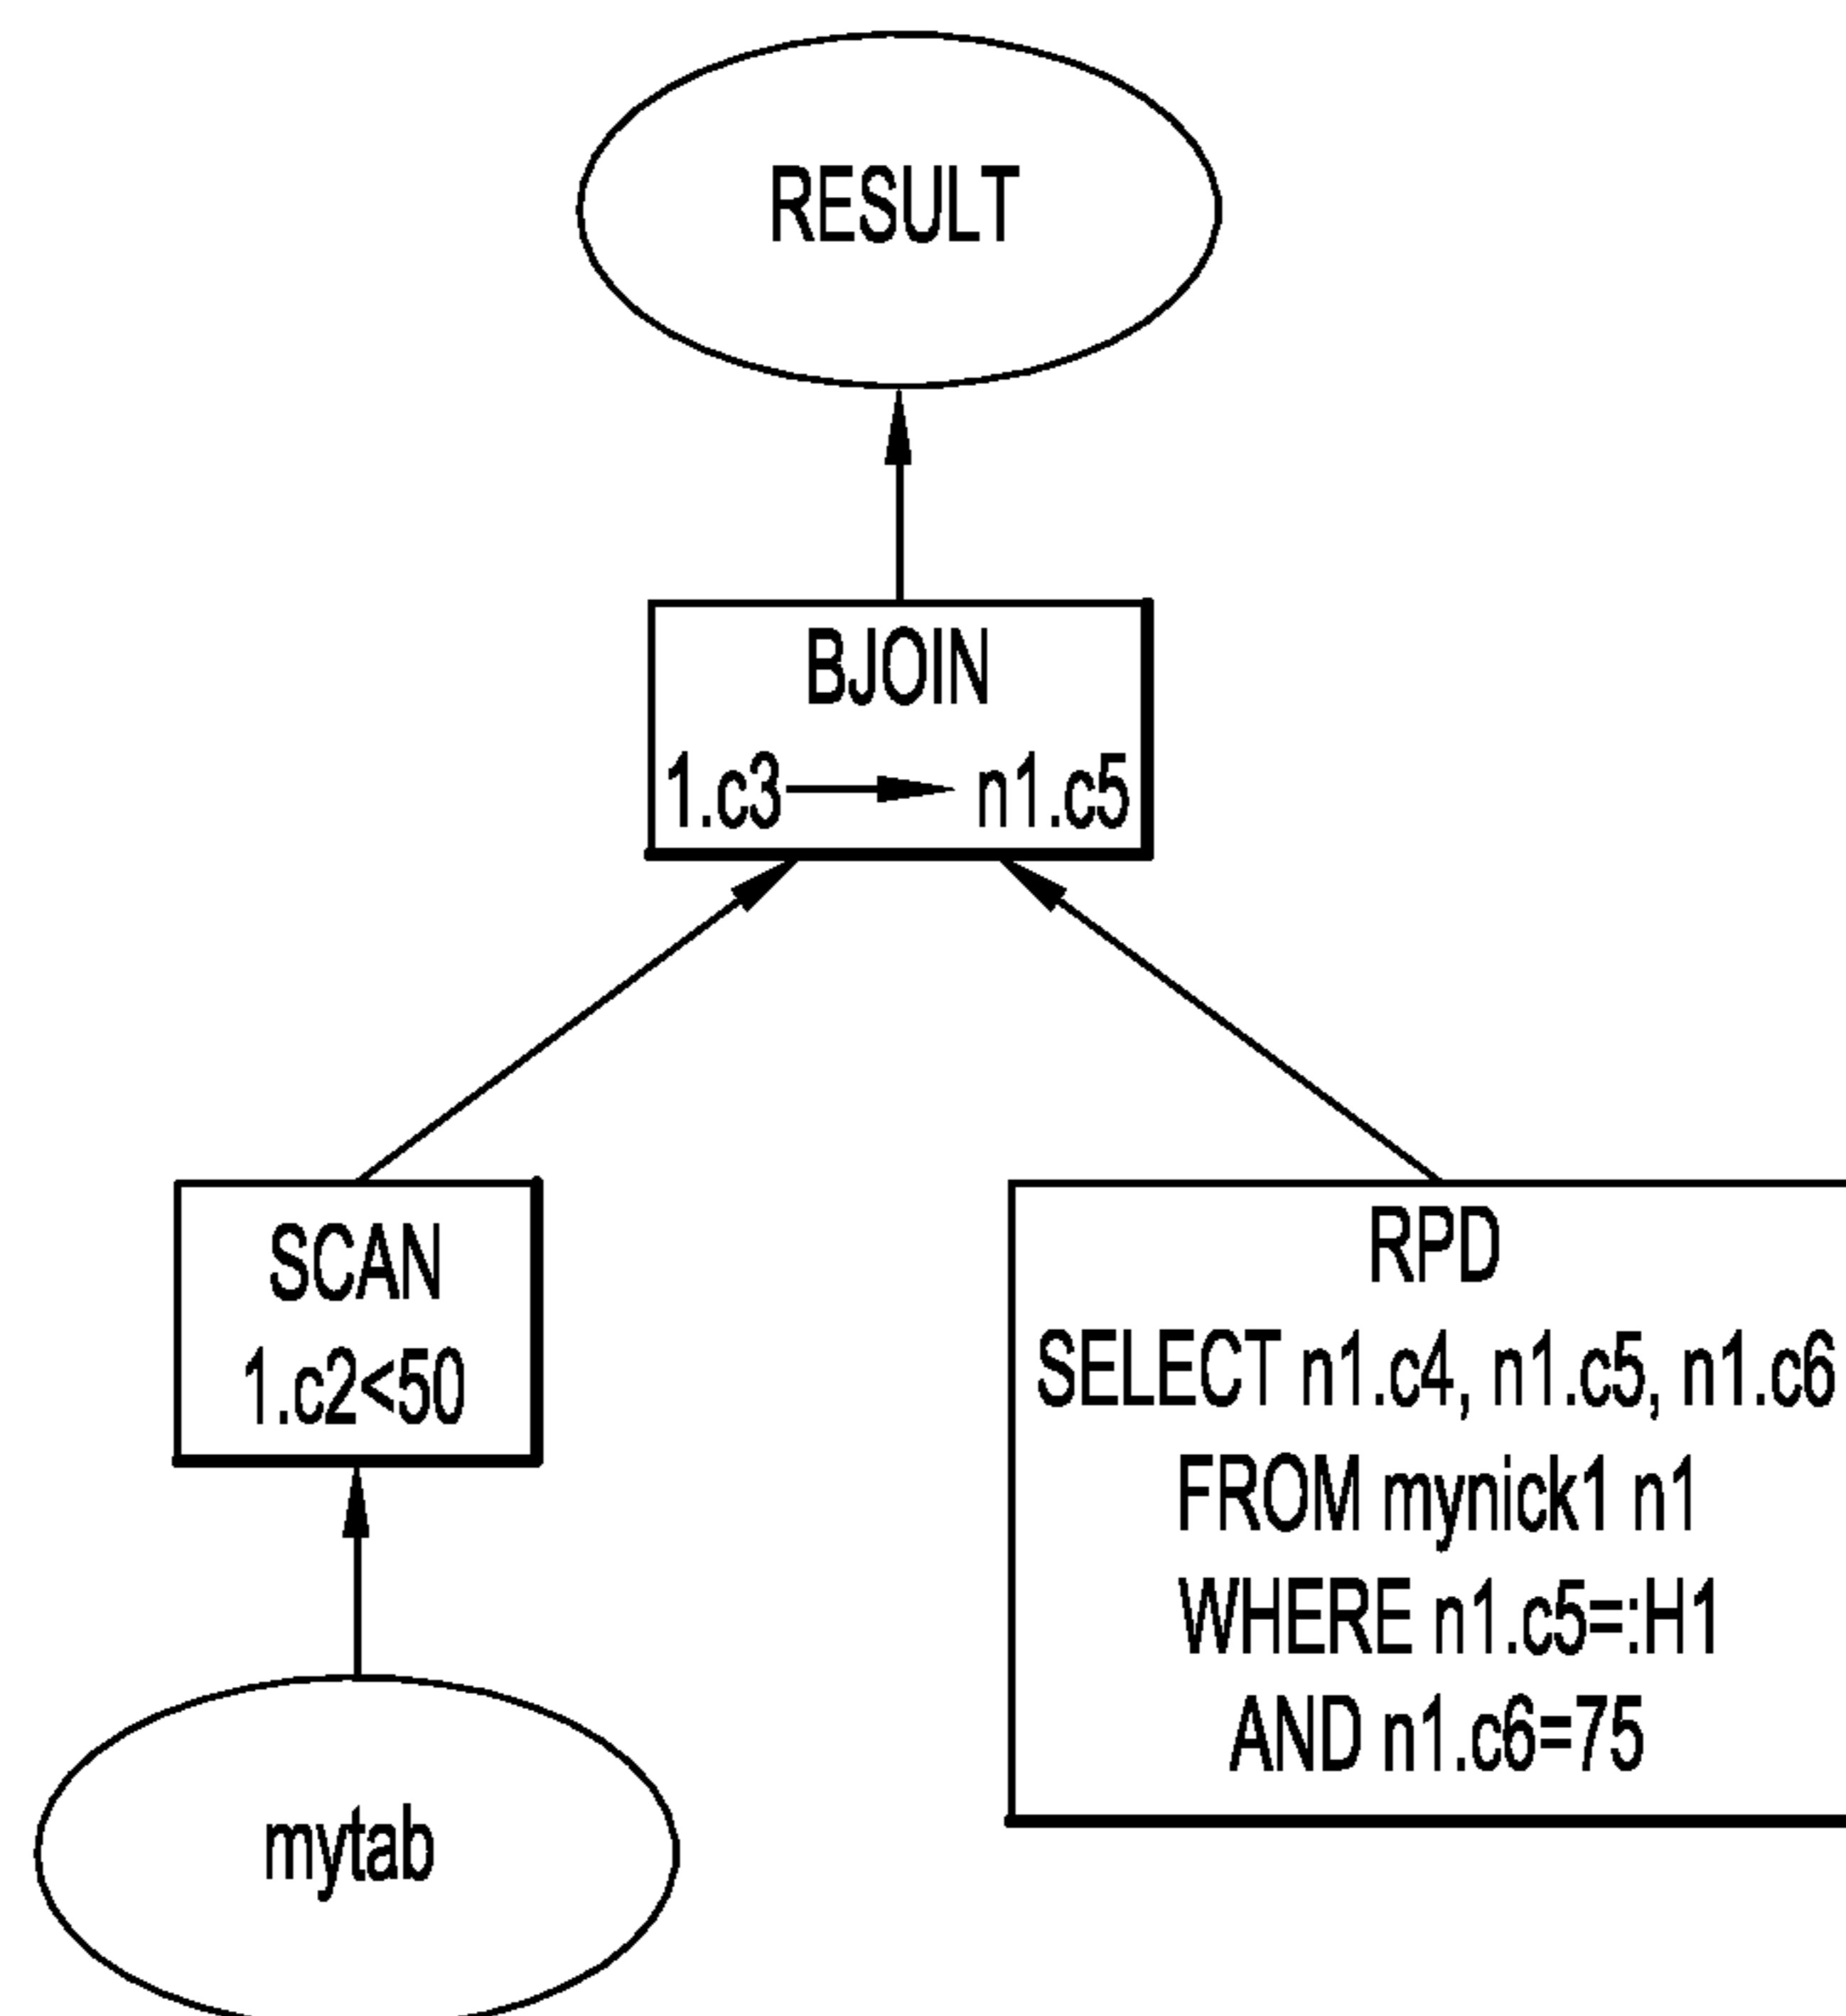 RESULT
BJOIN
1.c3 → n1.c5
SCAN
1.c2<50
RPD
SELECT n1.c4, n1.c5, n1.c6
FROM mynick1 n1
WHERE n1.c5=:H1
AND n1.c6=75
mytab